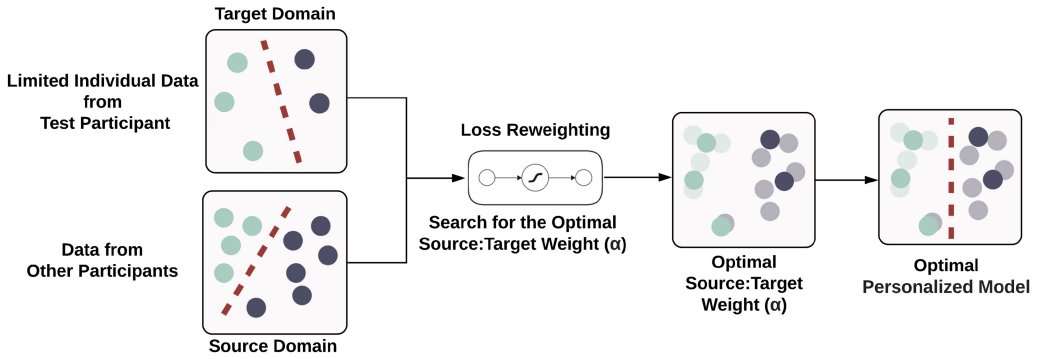 Target Domain
Limited Individual Data
from
Test Participant
Data from
Other Participants
Source Domain
Loss Reweighting
Search for the Optimal
Source:Target Weight (α)
Optimal
Source:Target
Weight (α)
Optimal
Personalized Model